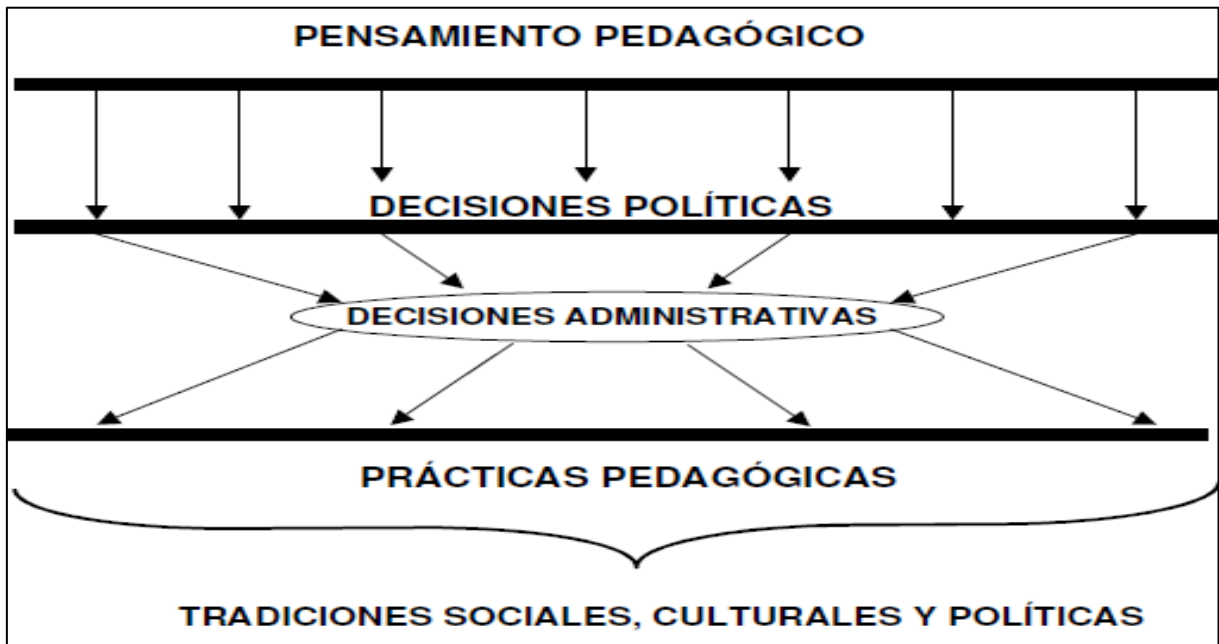 PENSAMIENTO PEDAGÓGICO
DECISIONES POLÍTICAS
DECISIONES ADMINISTRATIVAS
PRÁCTICAS PEDAGÓGICAS
TRADICIONES SOCIALES, CULTURALES Y POLÍTICAS